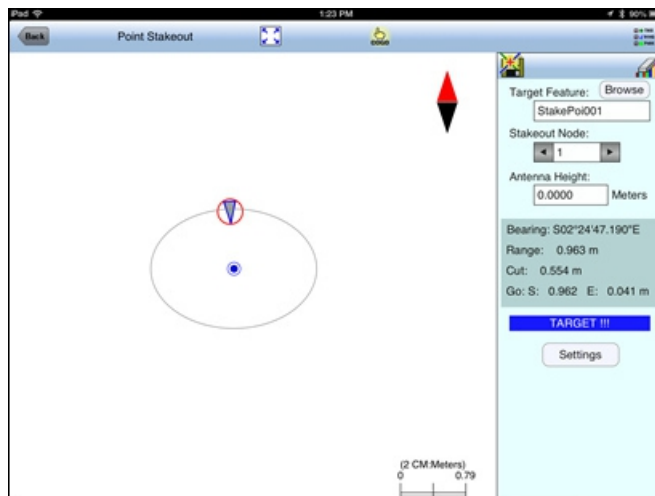 iPad 1:23 PM 90%
Back Point Stakeout COGO
Target Feature: Browse
StakePoi001
Stakeout Node:
1
Antenna Height:
0.0000 Meters
Bearing: S02°24'47.190"E
Range: 0.963 m
Cut: 0.554 m
Go: S: 0.962 E: 0.041 m
TARGET !!!
Settings
(2 CM:Meters)
0 0.79